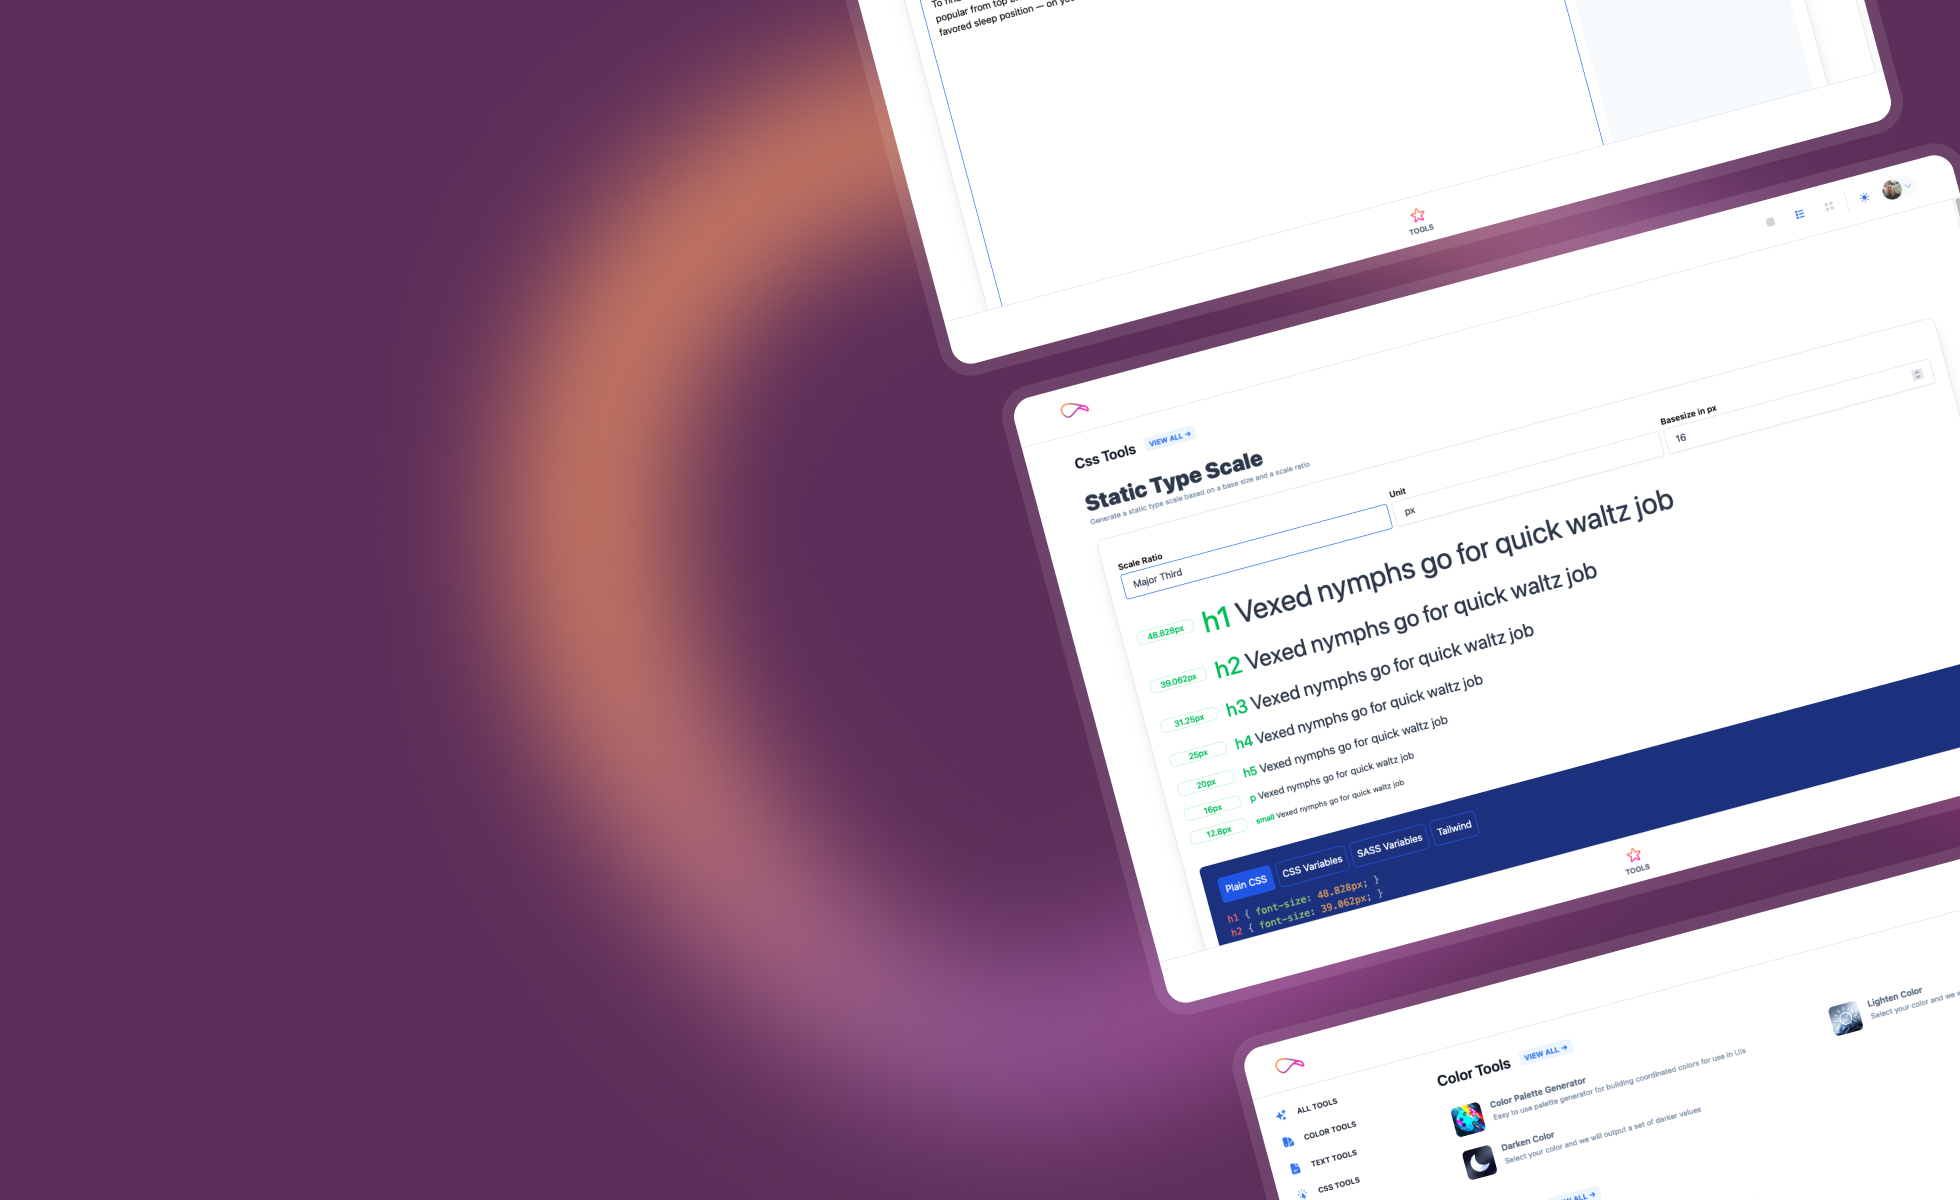 popular from top
favored sleep position — on
TOOLS
Css Tools
VIEW ALL →
Static Type Scale
Generate a static type scale based on a base size and a scale ratio
Scale Ratio
Major Third
Unit
px
Basesize in px
16
48.828px h1 Vexed nymphs go for quick waltz job
39.062px h2 Vexed nymphs go for quick waltz job
31.25px h3 Vexed nymphs go for quick waltz job
25px h4 Vexed nymphs go for quick waltz job
20px h5 Vexed nymphs go for quick waltz job
16px p Vexed nymphs go for quick waltz job
12.8px small Vexed nymphs go for quick waltz job
Plain CSS CSS Variables SASS Variables Tailwind
h1 { font-size: 48.828px; }
h2 { font-size: 39.062px; }
TOOLS
ALL TOOLS
COLOR TOOLS
TEXT TOOLS
CSS TOOLS
Color Tools
VIEW ALL →
Color Palette Generator
Easy to use palette generator for building coordinated colors for use in UIs
Darken Color
Select your color and we will output a set of darker values
Lighten Color
Select your color and we
ALL →